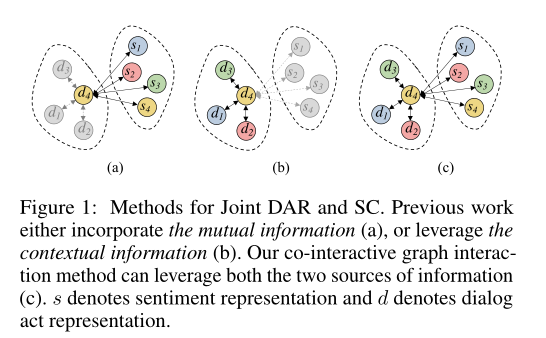 s1
s2
s3
s4
d3
d4
d1
d2
(a)
s1
s2
s3
s4
d3
d4
d1
d2
(b)
s1
s2
s3
s4
d3
d4
d1
d2
(c)
Figure 1: Methods for Joint DAR and SC. Previous work
either incorporate the mutual information (a), or leverage the
contextual information (b). Our co-interactive graph interac-
tion method can leverage both the two sources of information
(c). s denotes sentiment representation and d denotes dialog
act representation.